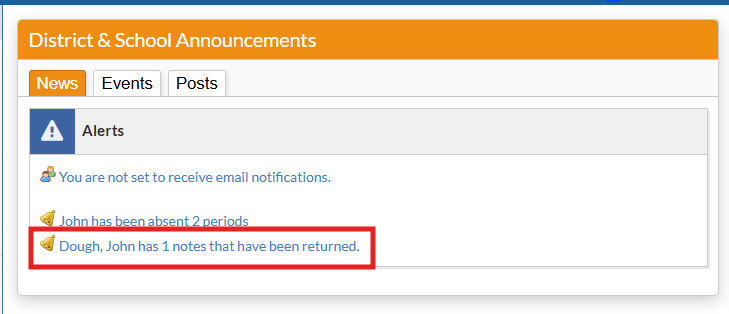 District & School Announcements
News Events Posts
Alerts
You are not set to receive email notifications.
John has been absent 2 periods
Dough, John has 1 notes that have been returned.